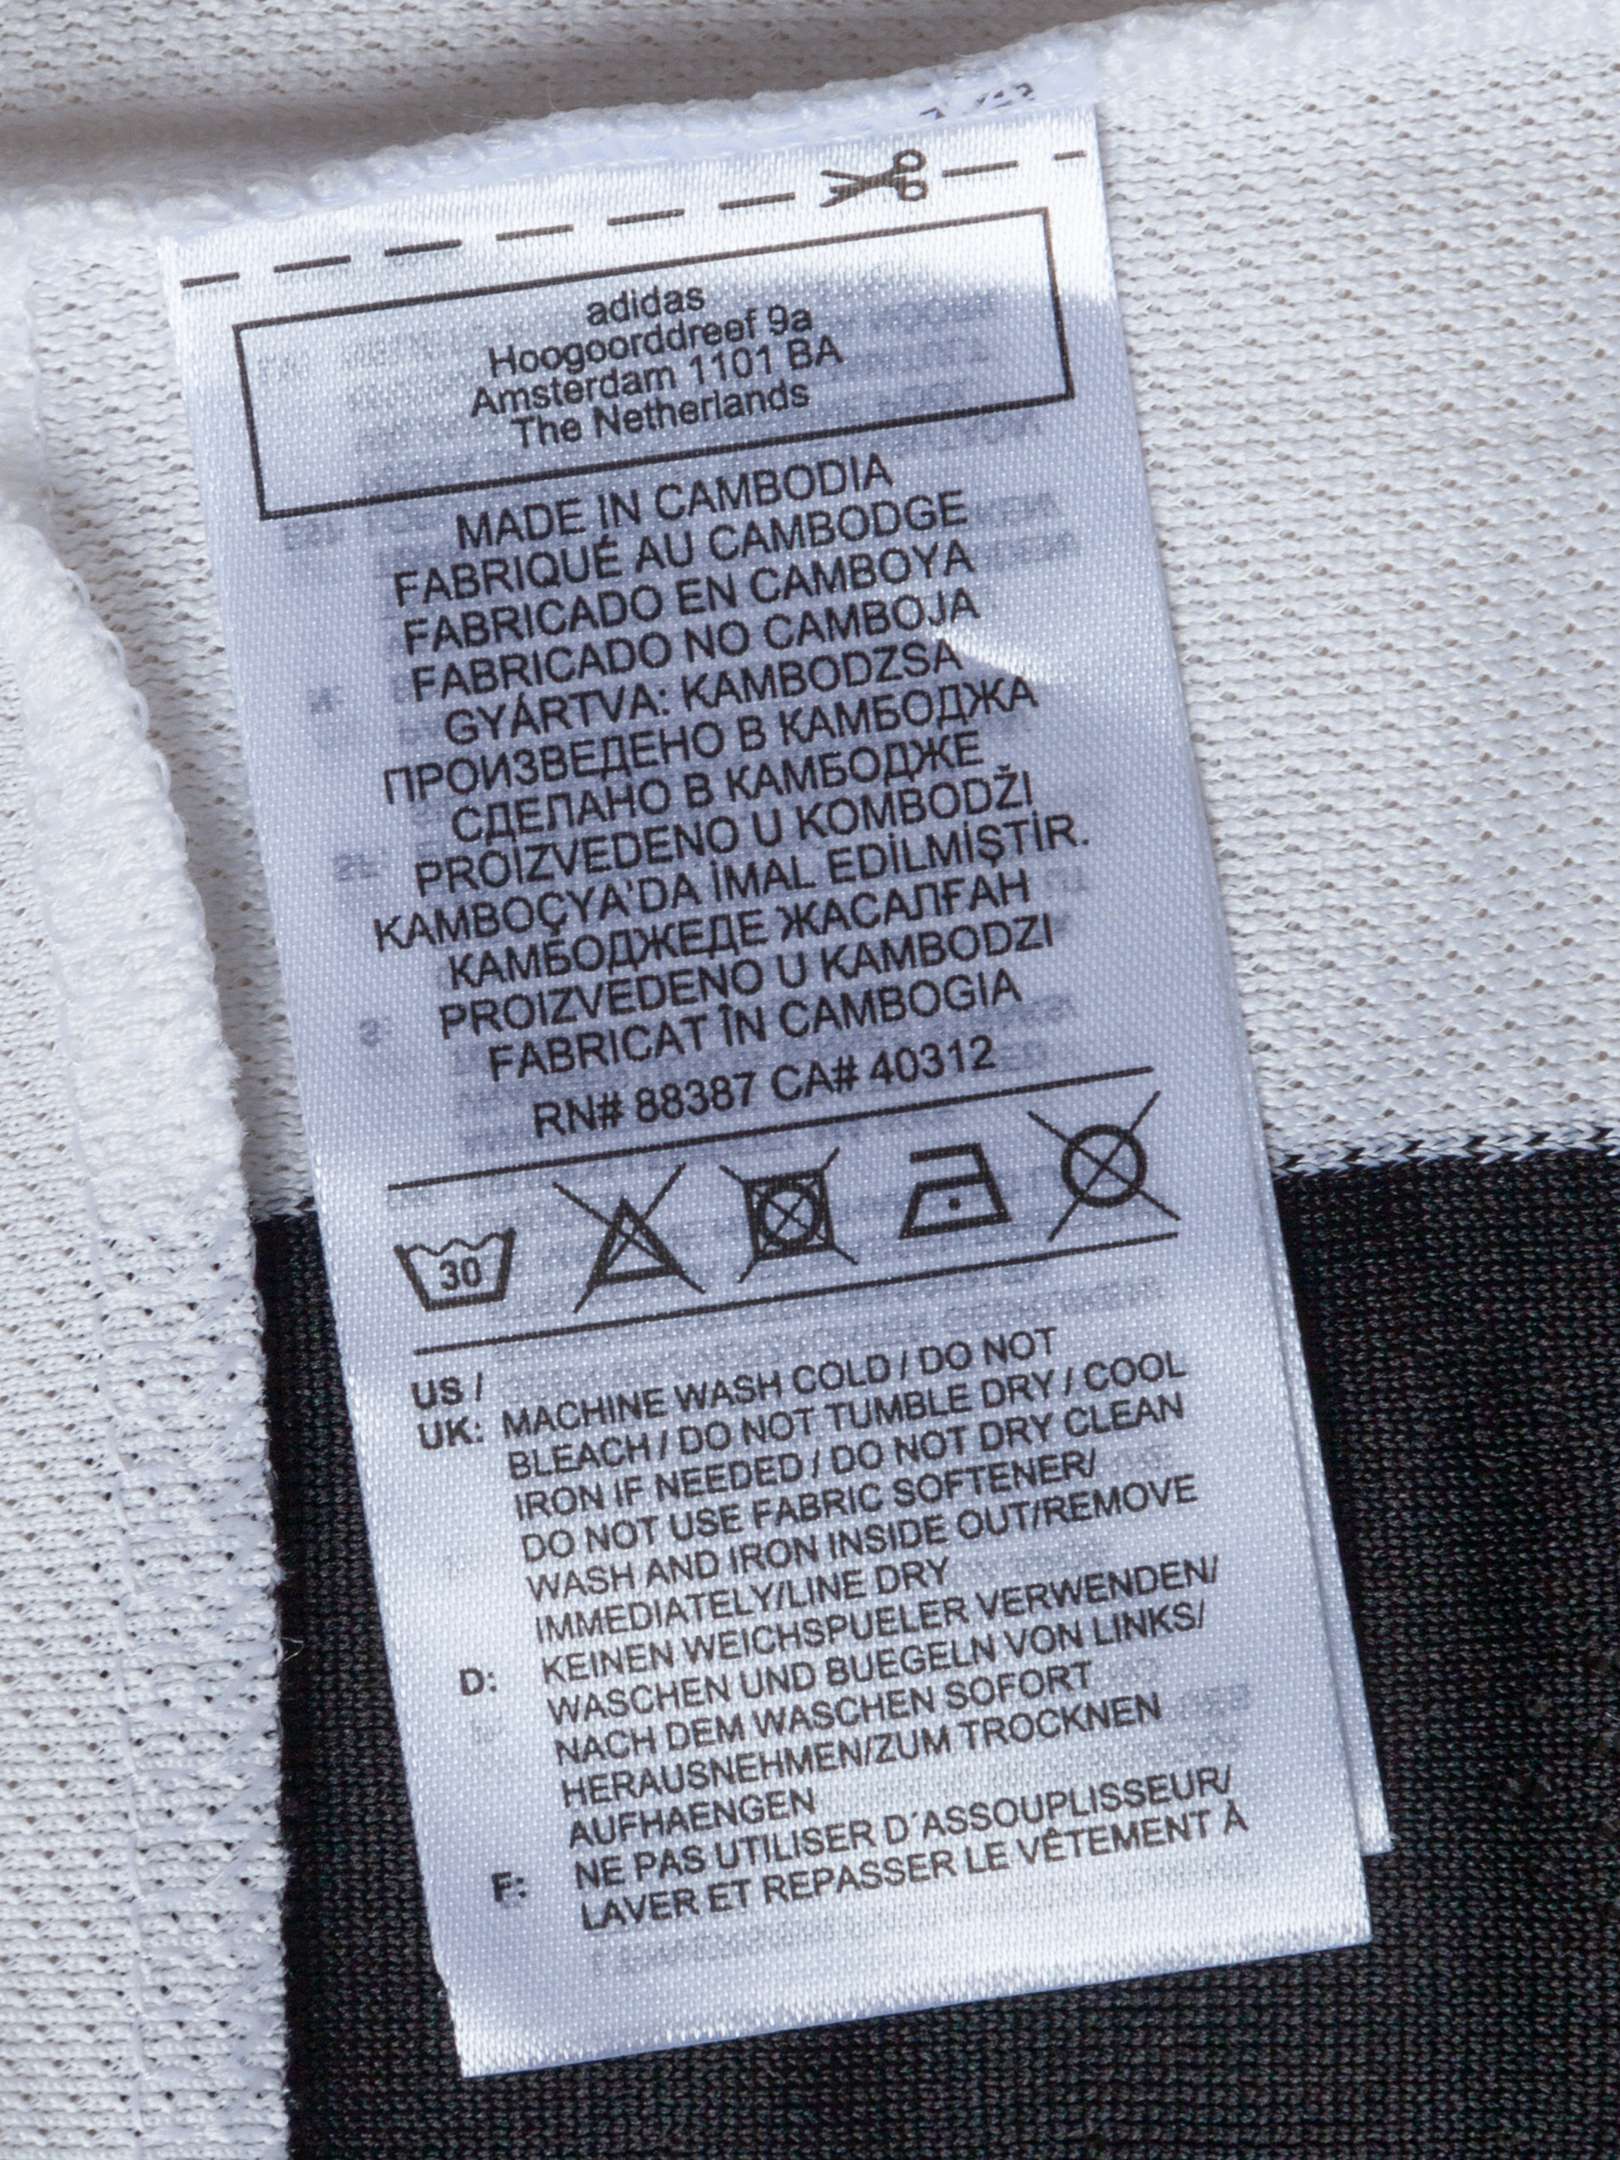 adidas
Hoogoorddreef 9a
Amsterdam 1101 BA
The Netherlands
MADE IN CAMBODIA
FABRIQUÉ AU CAMBODGE
FABRICADO EN CAMBOYA
FABRICADO NO CAMBOJA
GYÁRTVA: KAMBODZSA
ПРОИЗВЕДЕНО В КАМБОДЖА
СДЕЛАНО В КАМБОДЖЕ
PROIZVEDENO U KOMBODŽI
KAMBOÇYA'DA İMAL EDİLMİŞTİR.
КАМБОДЖЕДЕ ЖАСАЛҒАН
PROIZVEDENO U KAMBODZI
FABRICAT ÎN CAMBOGIA
RN# 88387 CA# 40312
30
US /
UK: MACHINE WASH COLD / DO NOT
BLEACH / DO NOT TUMBLE DRY / COOL
IRON IF NEEDED / DO NOT DRY CLEAN
DO NOT USE FABRIC SOFTENER/
WASH AND IRON INSIDE OUT/REMOVE
IMMEDIATELY/LINE DRY
D: KEINEN WEICHSPUELER VERWENDEN/
WASCHEN UND BUEGELN VON LINKS/
NACH DEM WASCHEN SOFORT
HERAUSNEHMEN/ZUM TROCKNEN
AUFHAENGEN
F: NE PAS UTILISER D´ASSOUPLISSEUR/
LAVER ET REPASSER LE VÊTEMENT À